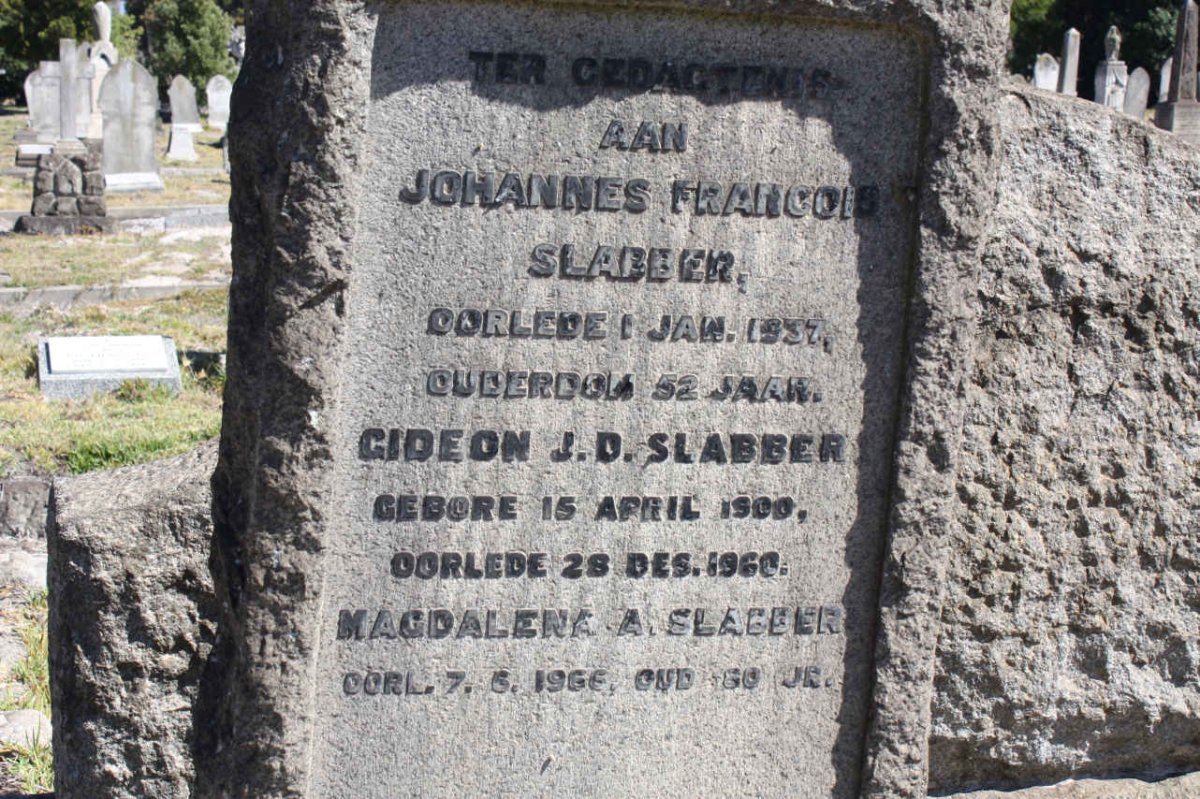 TER GEDAGTENIS
AAN
JOHANNES FRANCOIS
SLABBER,
OORLEDE 1 JAN. 1937,
OUDERDOM 52 JAAR.
GIDEON J.D. SLABBER
GEBORE 15 APRIL 1900,
OORLEDE 28 DES. 1960.
MAGDALENA A. SLABBER
OORL. 7. 6. 1966, OUD JR.